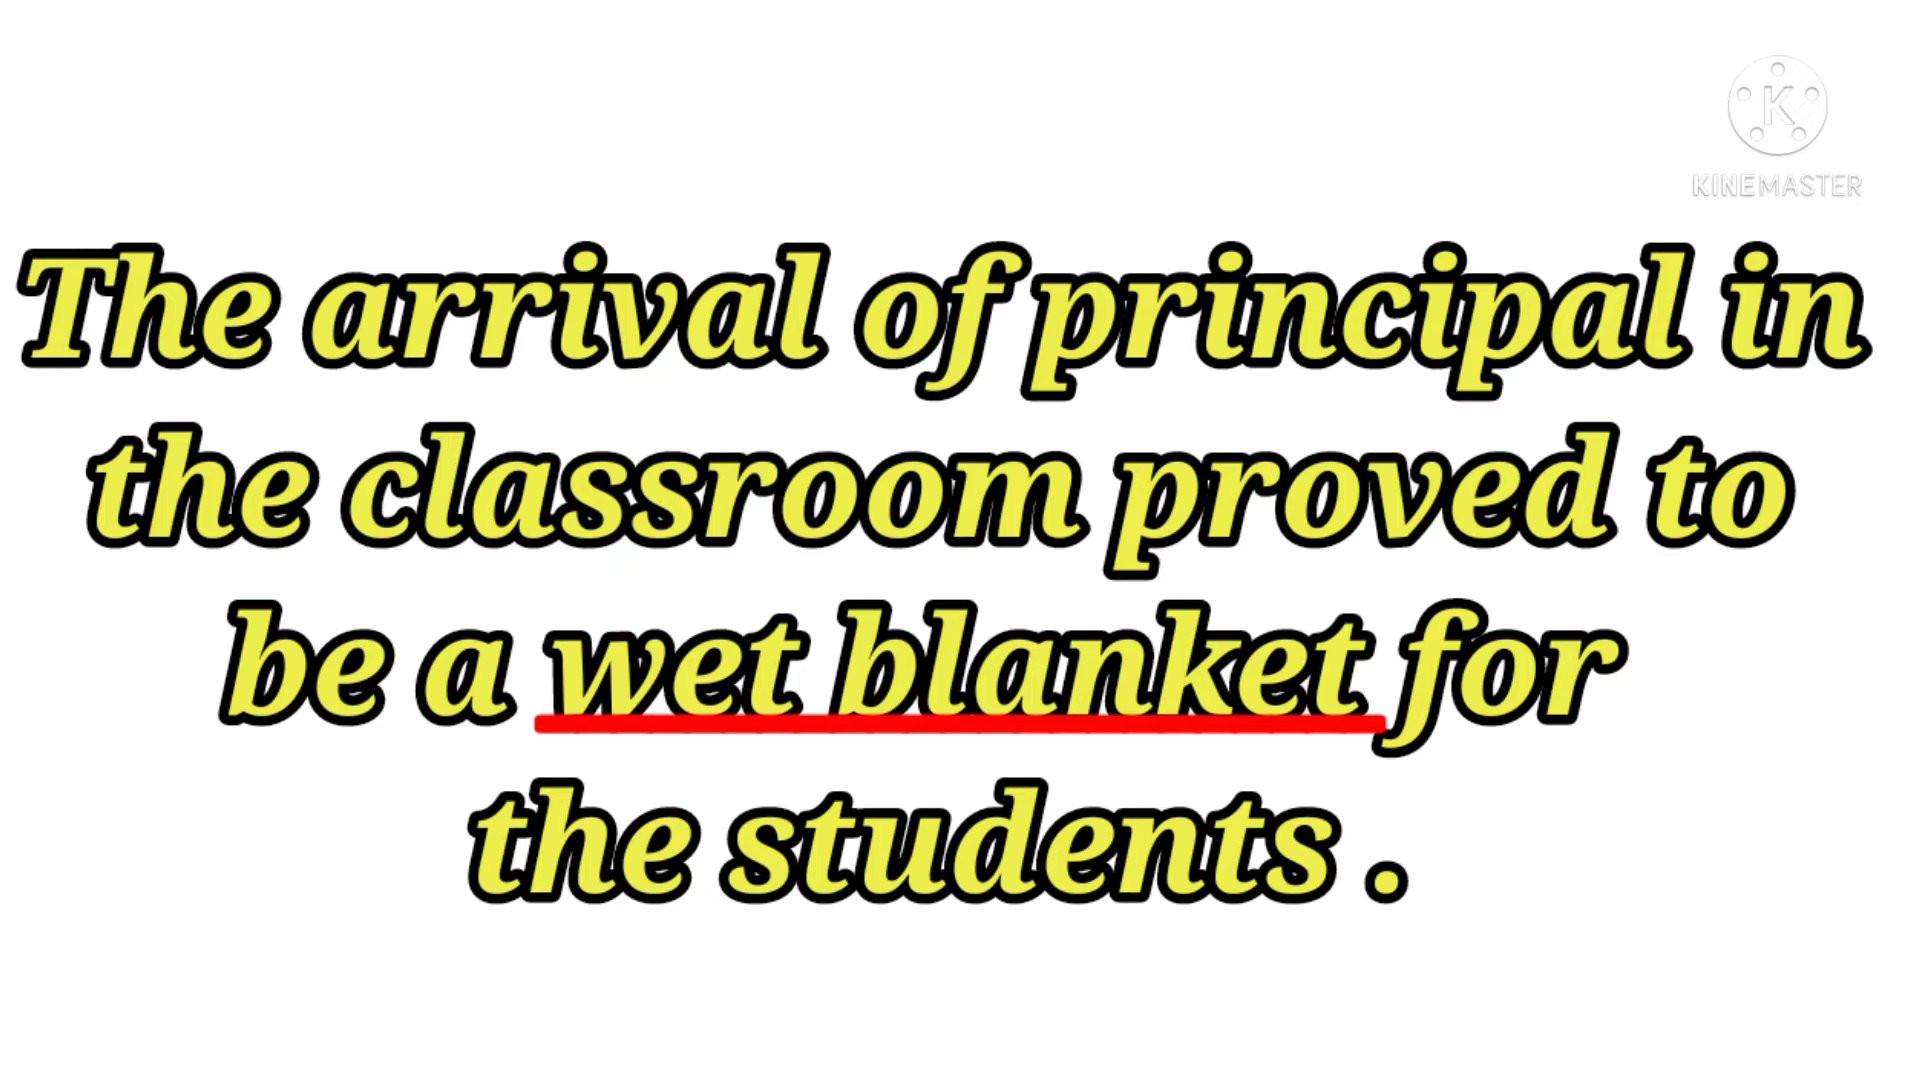 K
KINEMASTER
The arrival of principal in
the classroom proved to
be a wet blanket for
the students .